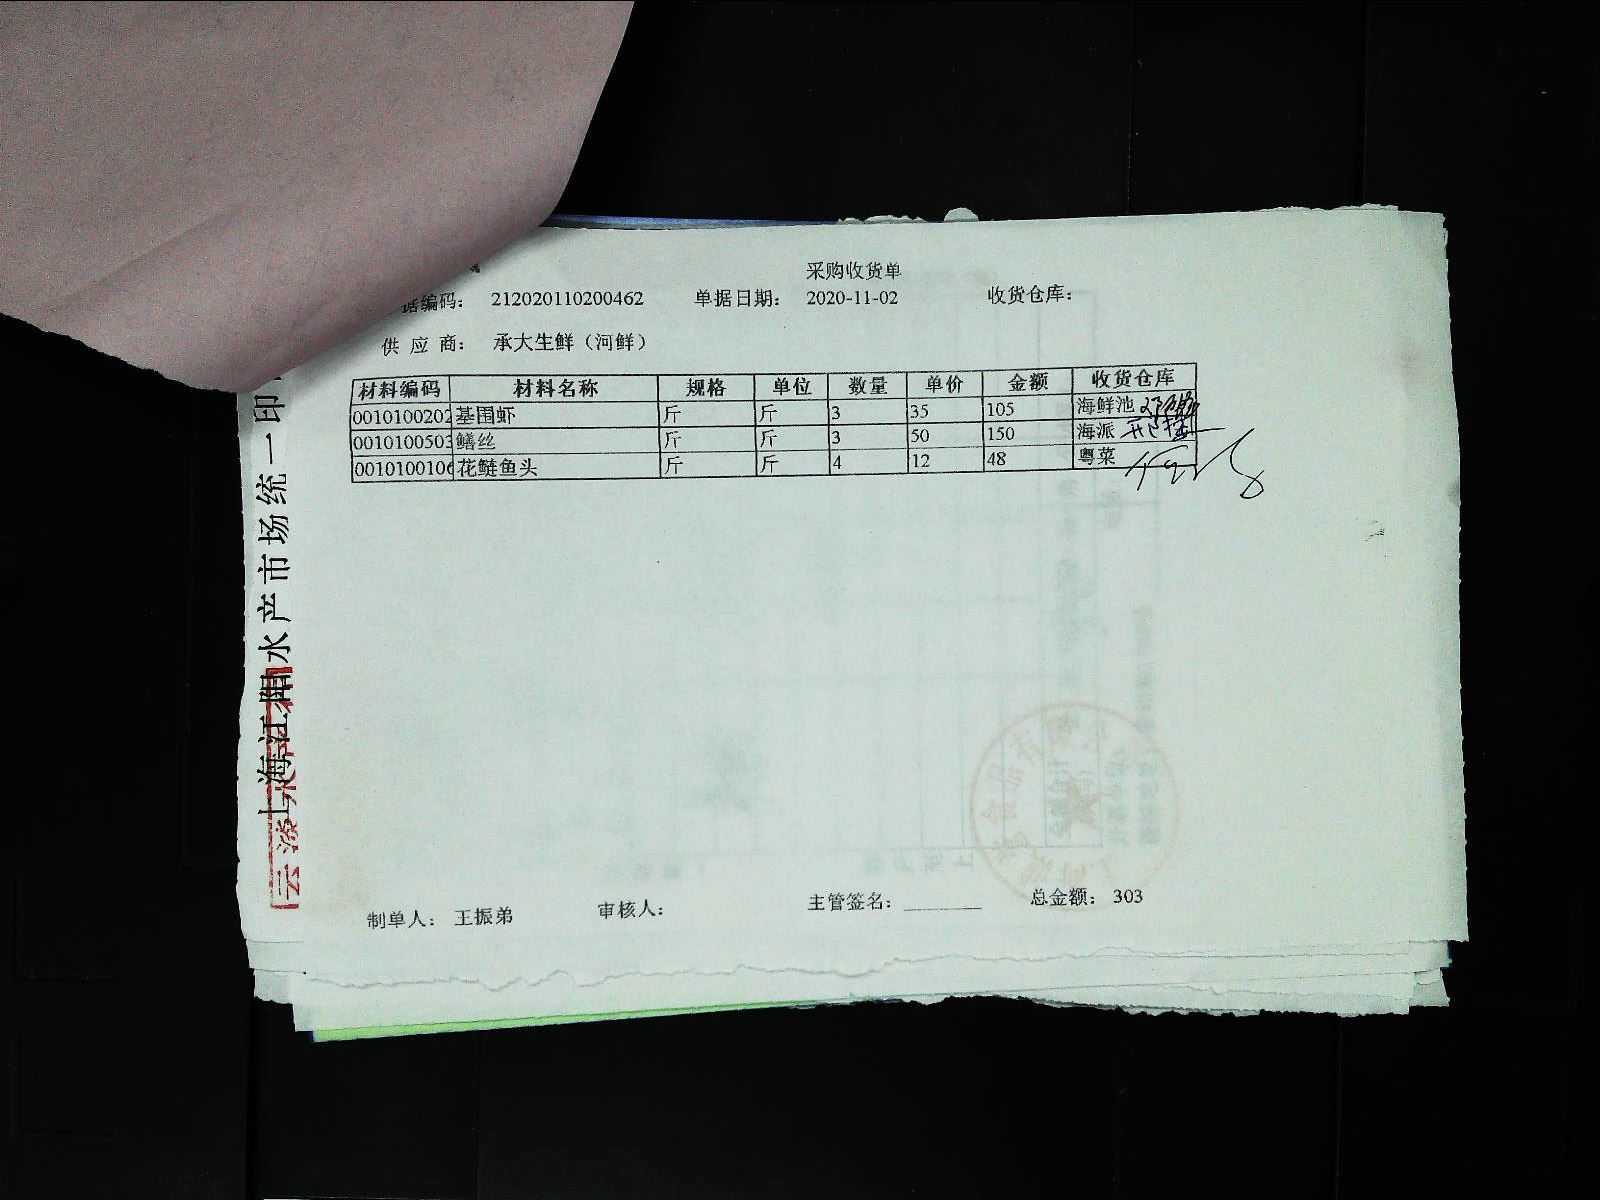 采购收货单
据编码： 212020110200462 单据日期： 2020-11-02 收货仓库：
供 应 商： 承大生鲜（河鲜）
材料编码 材料名称 规格 单位 数量 单价 金额 收货仓库
0010100202 基围虾 斤 斤 3 35 105 海鲜池
0010100503 鳝丝 斤 斤 3 50 150 海派
0010100106 花鲢鱼头 斤 斤 4 12 48 粤菜
制单人： 王振弟 审核人： 主管签名：________ 总金额： 303
上海江阳水产市场统一印